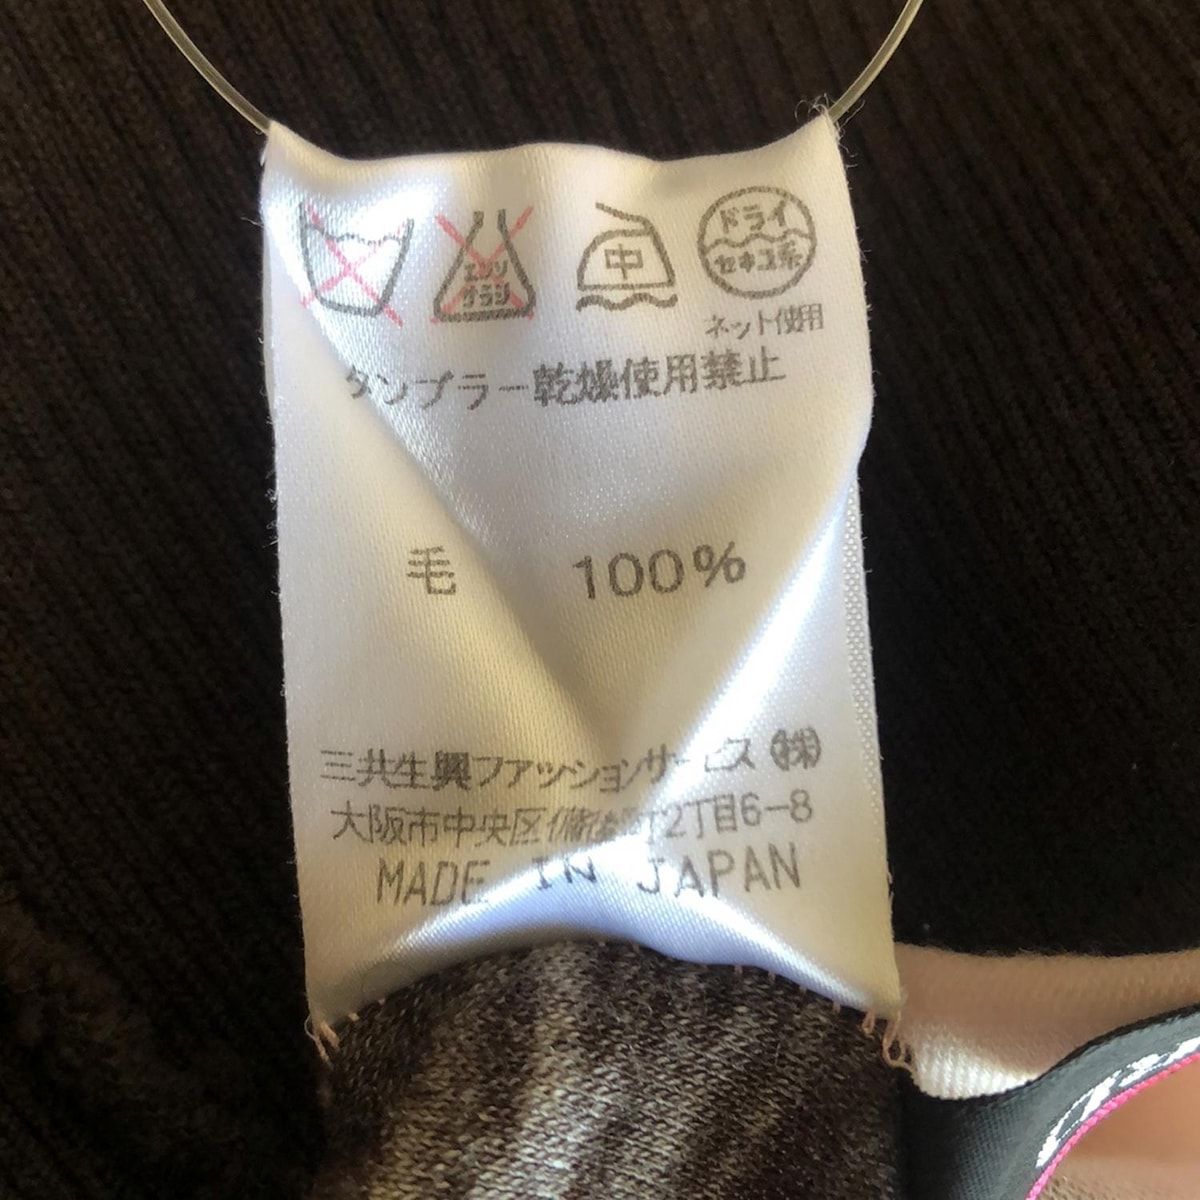 エンソ サラシ
中
ドライ セキユ系
ネット使用
タンブラー乾燥使用禁止
毛 100%
三共生興ファッションサービス(株)
大阪市中央区 2丁目6-8
MADE IN JAPAN